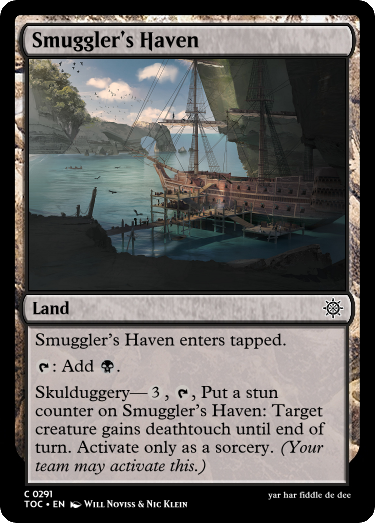 Smuggler's Haven
Land
Smuggler's Haven enters tapped.
: Add .
Skulduggery— 3 , , Put a stun
counter on Smuggler's Haven: Target
creature gains deathtouch until end of
turn. Activate only as a sorcery. (Your
team may activate this.)
C 0291
TOC • EN Will Noviss & Nic Klein
yar har fiddle de dee